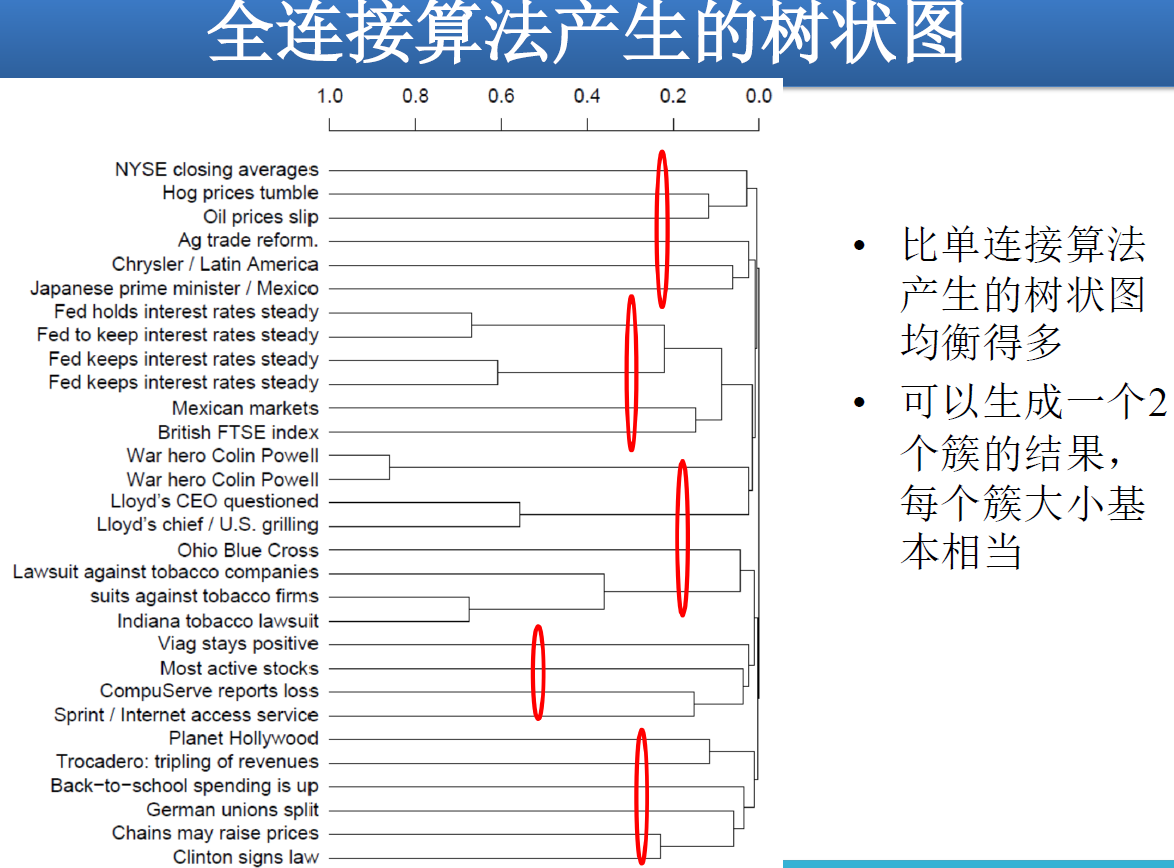 全连接算法产生的树状图
1.0 0.8 0.6 0.4 0.2 0.0
NYSE closing averages
Hog prices tumble
Oil prices slip
Ag trade reform.
Chrysler / Latin America
Japanese prime minister / Mexico
Fed holds interest rates steady
Fed to keep interest rates steady
Fed keeps interest rates steady
Fed keeps interest rates steady
Mexican markets
British FTSE index
War hero Colin Powell
War hero Colin Powell
Lloyd's CEO questioned
Lloyd's chief / U.S. grilling
Ohio Blue Cross
Lawsuit against tobacco companies
suits against tobacco firms
Indiana tobacco lawsuit
Viag stays positive
Most active stocks
CompuServe reports loss
Sprint / Internet access service
Planet Hollywood
Trocadero: tripling of revenues
Back−to−school spending is up
German unions split
Chains may raise prices
Clinton signs law
• 比单连接算法
产生的树状图
均衡得多
• 可以生成一个2
个簇的结果，
每个簇大小基
本相当